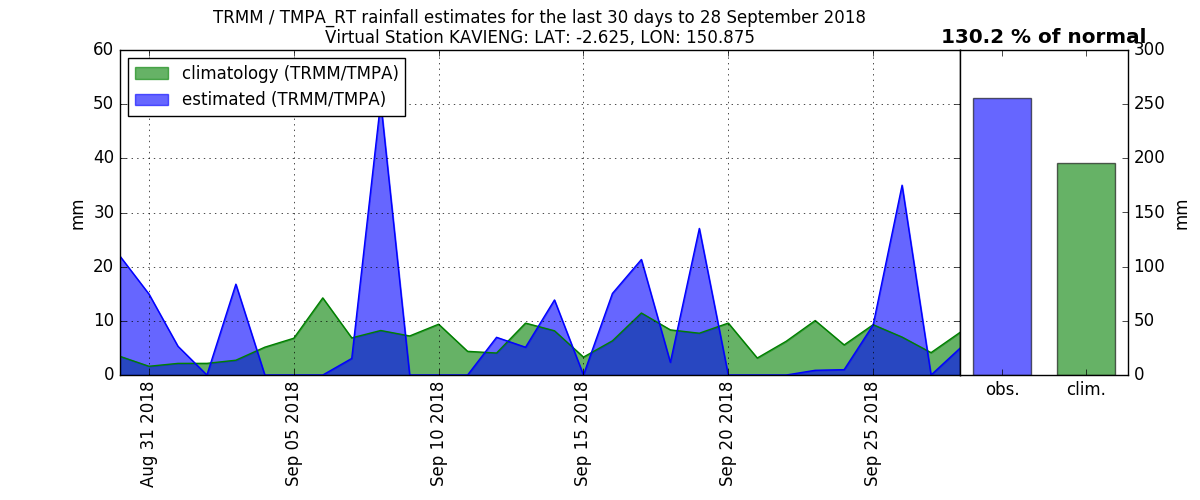 TRMM / TMPA_RT rainfall estimates for the last 30 days to 28 September 2018
Virtual Station KAVIENG: LAT: -2.625, LON: 150.875
130.2 % of normal
climatology (TRMM/TMPA)
estimated (TRMM/TMPA)
60
50
40
30
20
10
0
mm
Aug 31 2018
Sep 05 2018
Sep 10 2018
Sep 15 2018
Sep 20 2018
Sep 25 2018
obs.
clim.
300
250
200
150
100
50
0
mm